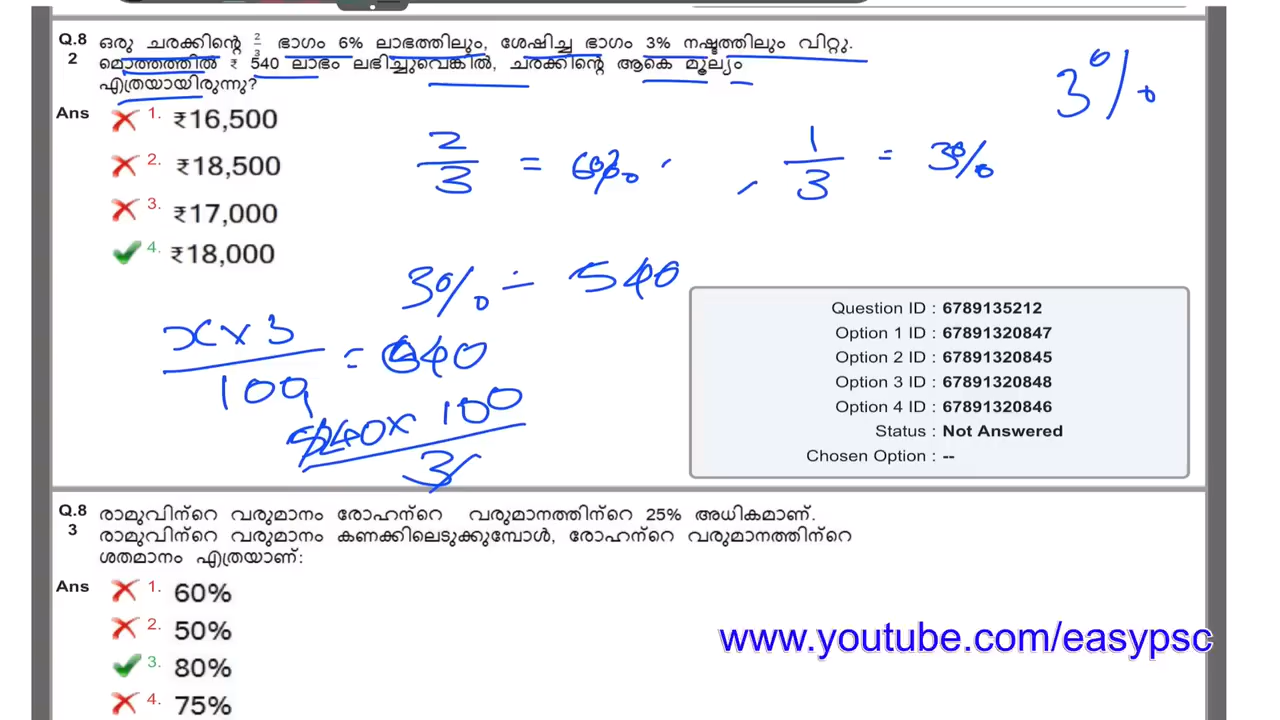 Q.8 ഒരു ചരക്കിന്റെ 2/3 ഭാഗം 6% ലാഭത്തിലും, ശേഷിച്ച ഭാഗം 3% നഷ്ടത്തിലും വിറ്റു.
2 മൊത്തത്തിൽ ₹ 540 ലാഭം ലഭിച്ചുവെങ്കിൽ, ചരക്കിന്റെ ആകെ മൂല്യം
എത്രയായിരുന്നു?
3%
Ans 1. ₹16,500
2. ₹18,500
3. ₹17,000
4. ₹18,000
2/3 = 6% , 1/3 = 3%
3% = 540
x×3/100 = 540
540×100/3
Question ID : 6789135212
Option 1 ID : 67891320847
Option 2 ID : 67891320845
Option 3 ID : 67891320848
Option 4 ID : 67891320846
Status : Not Answered
Chosen Option : --
Q.8 രാമുവിന്റെ വരുമാനം രോഹന്റെ വരുമാനത്തിന്റെ 25% അധികമാണ്.
3 രാമുവിന്റെ വരുമാനം കണക്കിലെടുക്കുമ്പോൾ, രോഹന്റെ വരുമാനത്തിന്റെ
ശതമാനം എത്രയാണ്:
Ans 1. 60%
2. 50%
3. 80%
4. 75%
www.youtube.com/easypsc